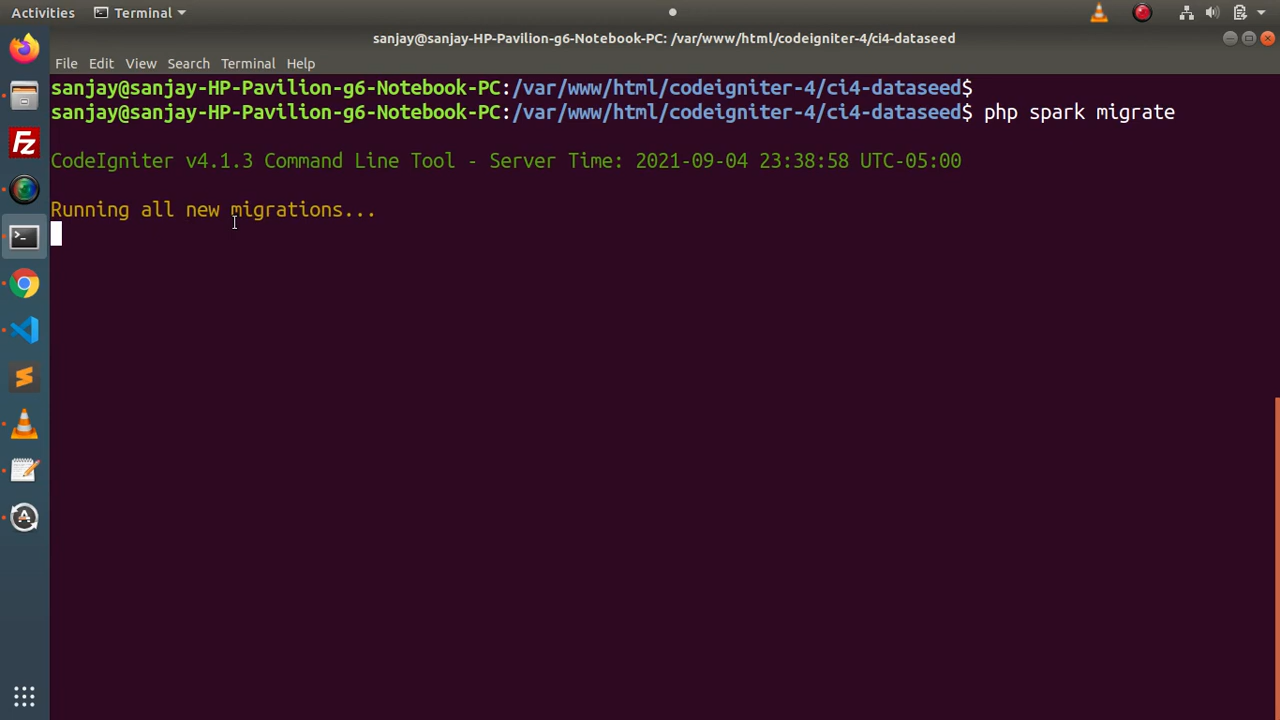 Activities Terminal
sanjay@sanjay-HP-Pavilion-g6-Notebook-PC: /var/www/html/codeigniter-4/ci4-dataseed
File Edit View Search Terminal Help
sanjay@sanjay-HP-Pavilion-g6-Notebook-PC:/var/www/html/codeigniter-4/ci4-dataseed$
sanjay@sanjay-HP-Pavilion-g6-Notebook-PC:/var/www/html/codeigniter-4/ci4-dataseed$ php spark migrate
CodeIgniter v4.1.3 Command Line Tool - Server Time: 2021-09-04 23:38:58 UTC-05:00
Running all new migrations...